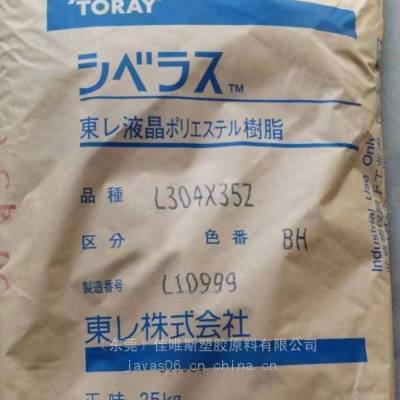 'TORAY'
シベラス™
東レ液晶ポリエステル樹脂
品種 L304X35Z
区分 色番 BH
製造番号 L1D999
東レ株式会社
(东莞)佳唯斯塑胶原料有限公司
javas06.cn.china.cn
正味 25kg
Industrial Use Only